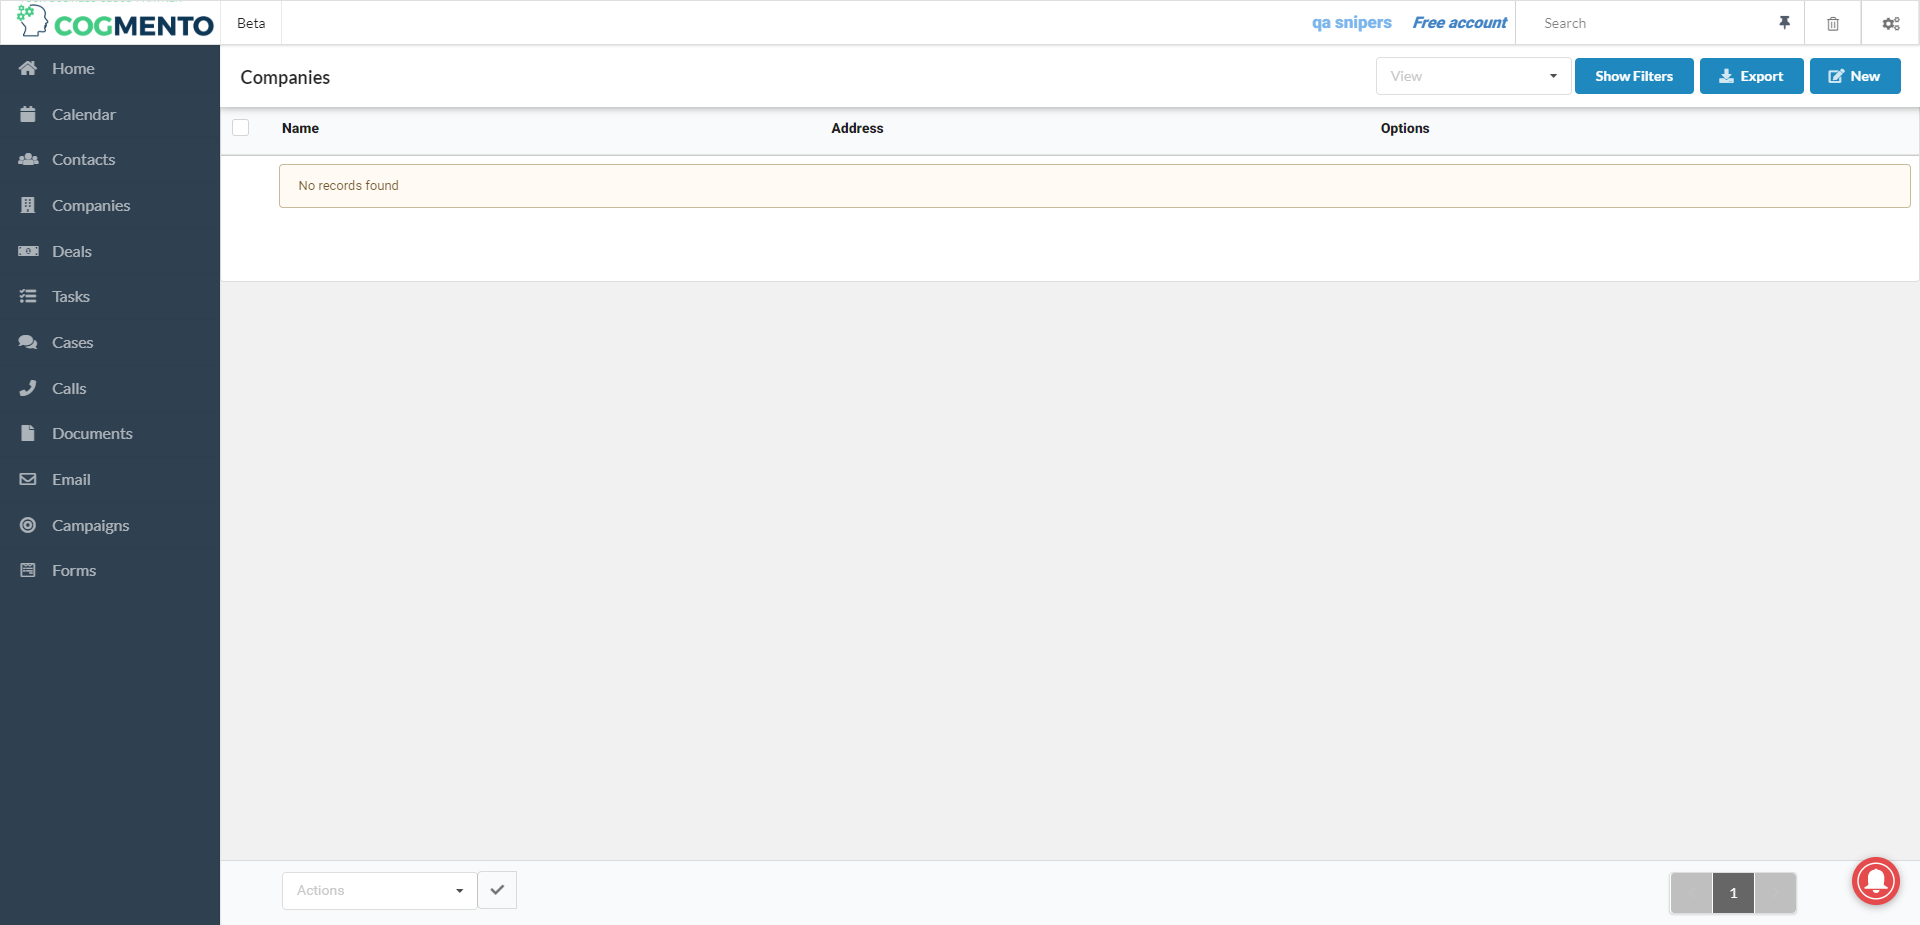 COGMENTO
Beta
qa snipers
Free account
Search
Home
Calendar
Contacts
Companies
Deals
Tasks
Cases
Calls
Documents
Email
Campaigns
Forms
Companies
View
Show Filters
Export
New
Name
Address
Options
No records found
Actions
1